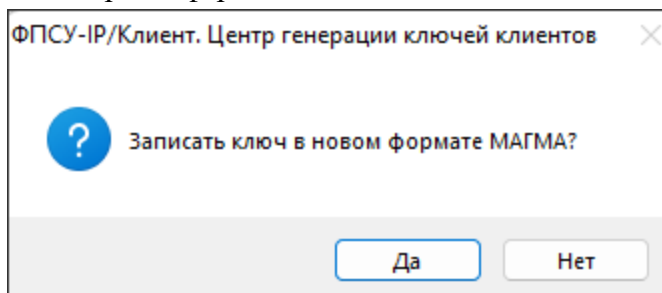 ФПСУ-IP/Клиент. Центр генерации ключей клиентов
Записать ключ в новом формате МАГМА?
Да
Нет